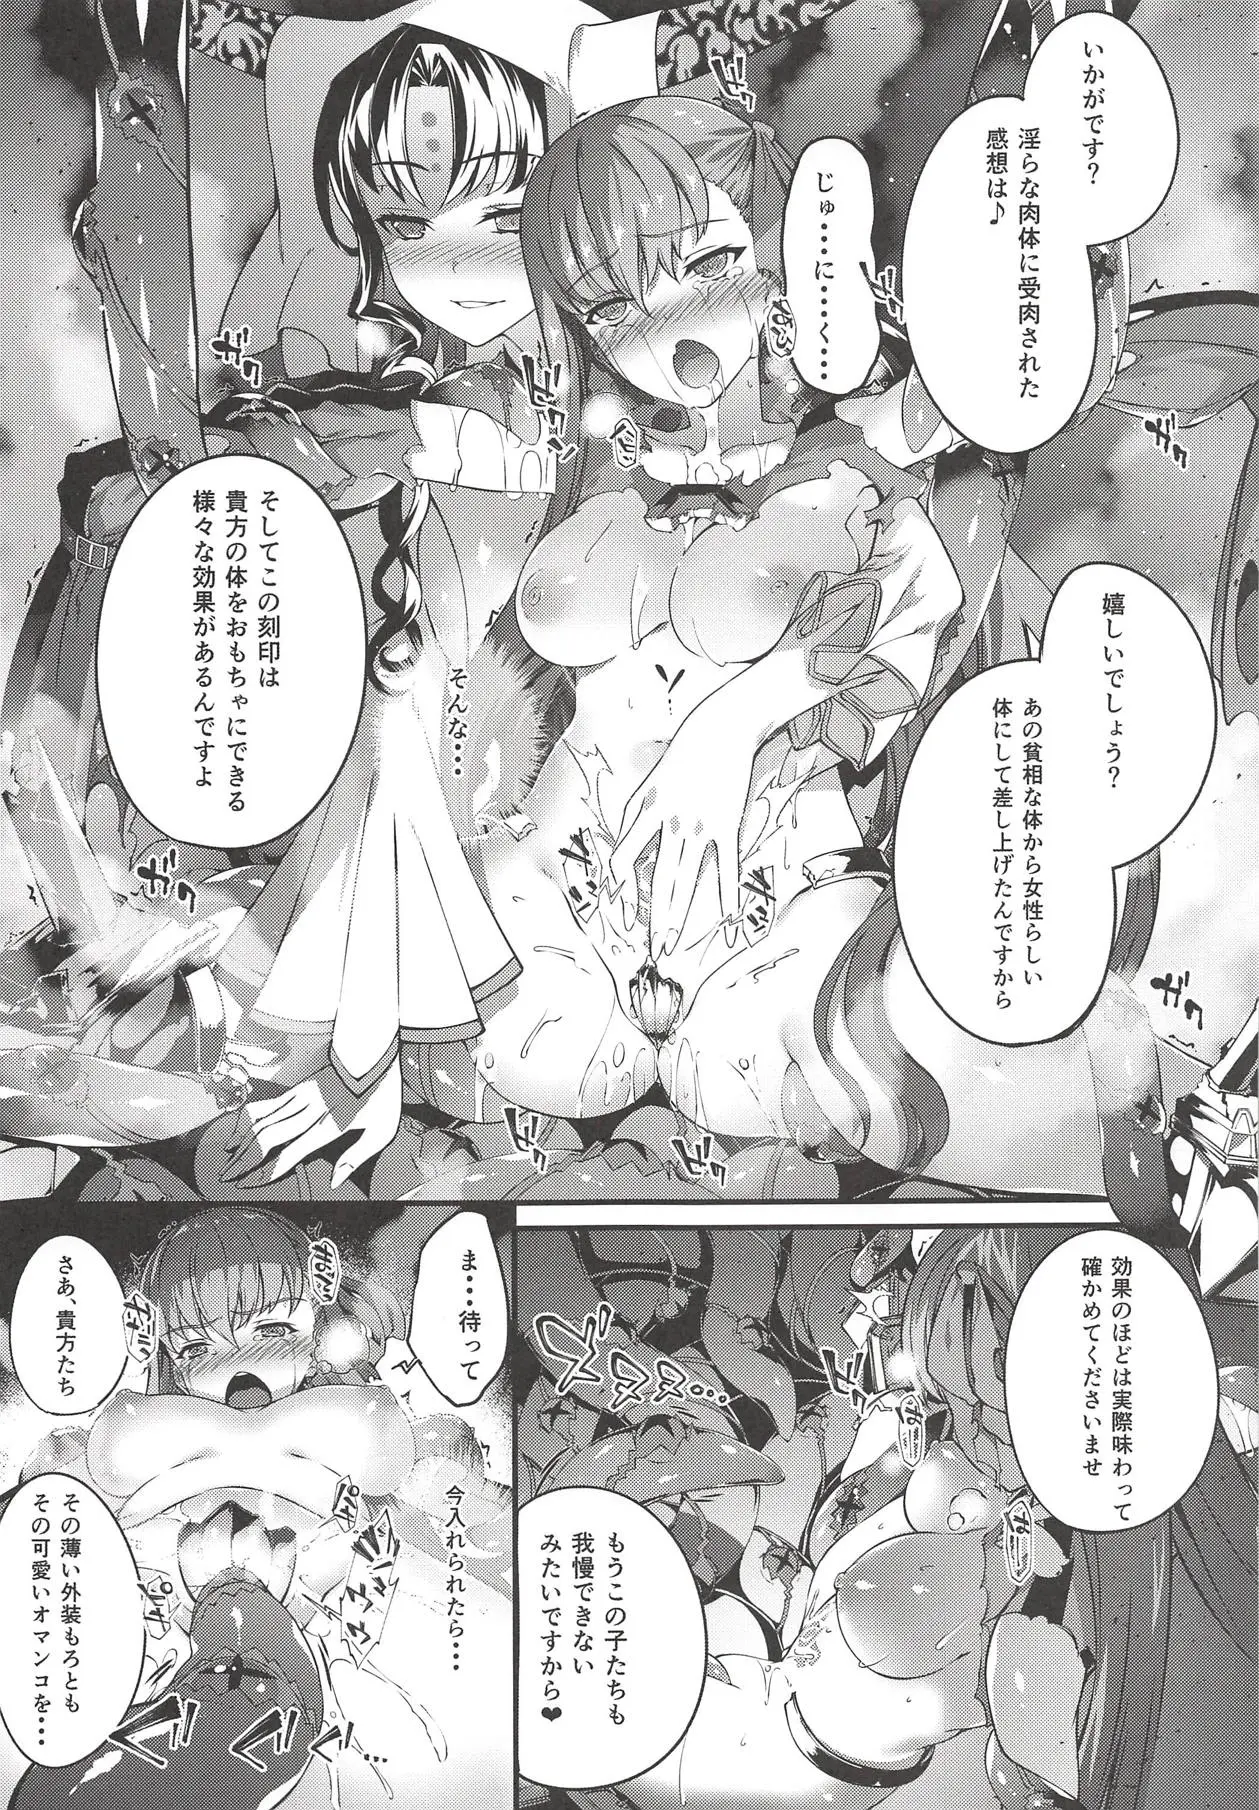 いかがです?
淫らな肉体に受肉された
感想は♪
じゅ・・・に・・・・く・・・
嬉しいでしょう?
あの貧相な体から女性らしい
体にして差し上げたんですから
そんな・・・
そしてこの刻印は
貴方の体をおもちゃにできる
様々な効果があるんですよ
効果のほどは実際味わって
確かめてくださいませ
もうこの子たちも
我慢できない
みたいですから♥
ま・・・待って
今入れられたら・・・
さあ、貴方たち
その薄い外装もろとも
その可愛いオマンコを・・・